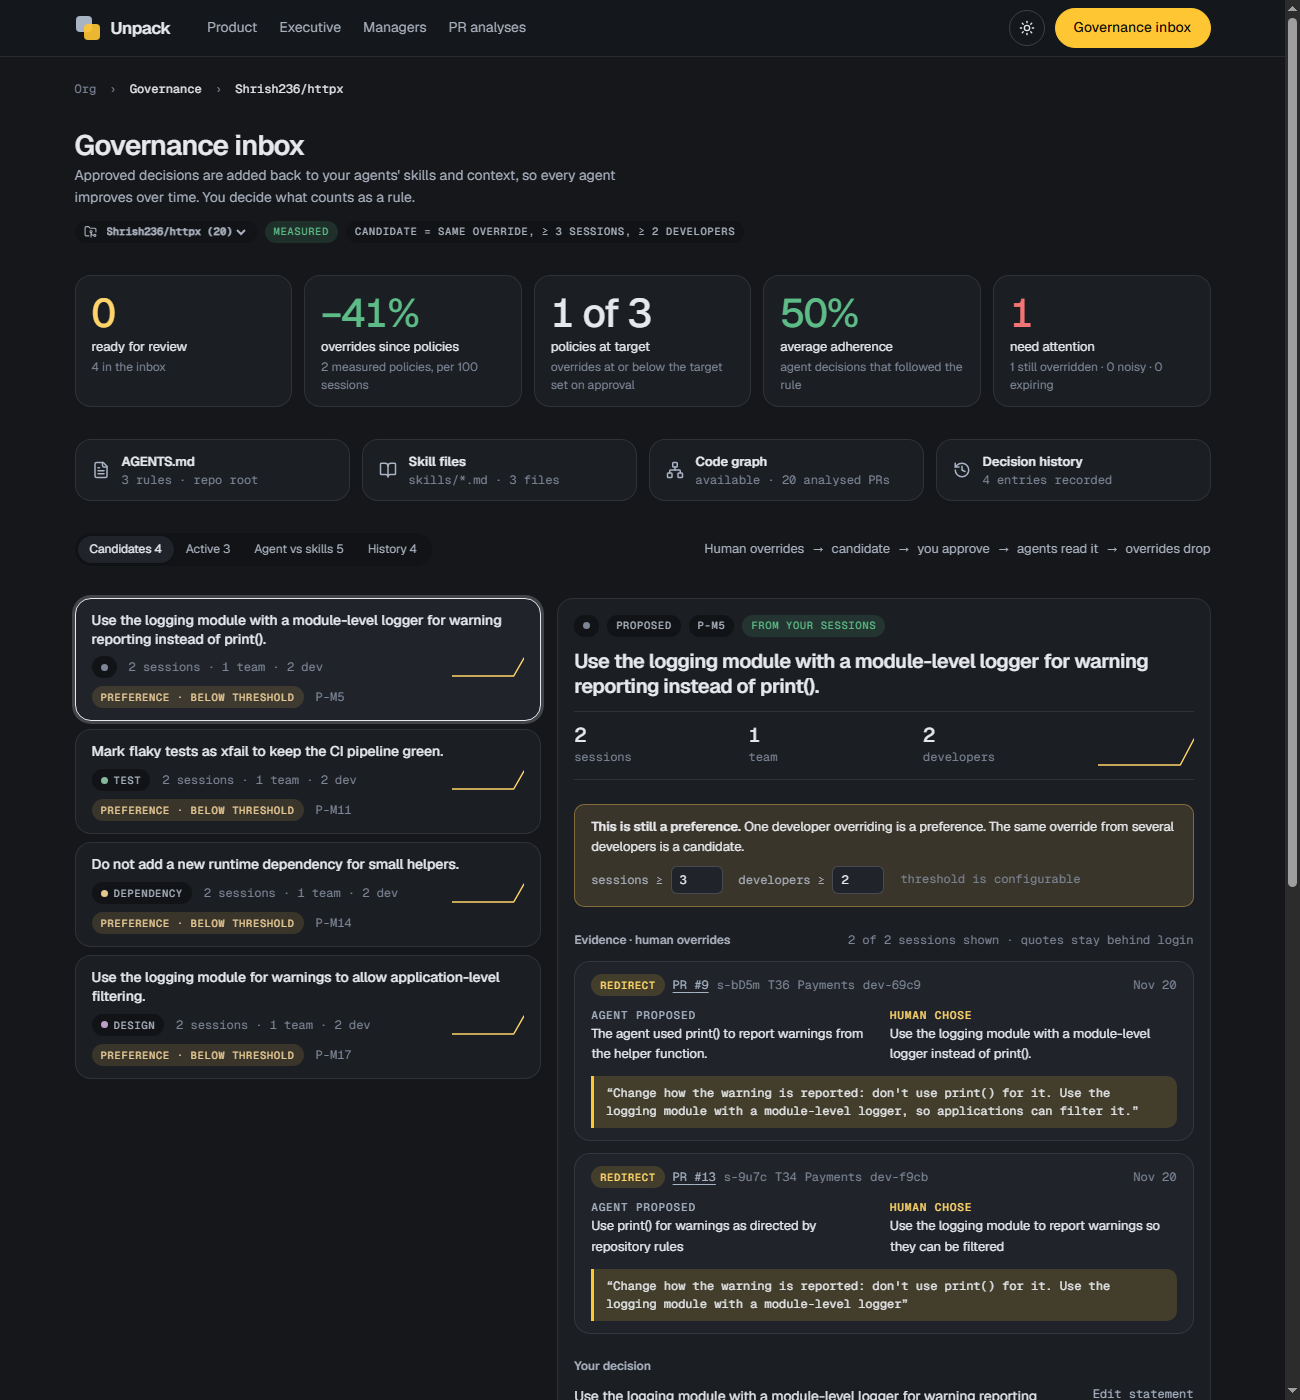 Unpack
Product
Executive
Managers
PR analyses
Governance inbox
Org › Governance › Shrish236/httpx
Governance inbox
Approved decisions are added back to your agents' skills and context, so every agent
improves over time. You decide what counts as a rule.
Shrish236/httpx (20)
MEASURED
CANDIDATE = SAME OVERRIDE, ≥ 3 SESSIONS, ≥ 2 DEVELOPERS
0
ready for review
4 in the inbox
−41%
overrides since policies
2 measured policies, per 100
sessions
1 of 3
policies at target
overrides at or below the target
set on approval
50%
average adherence
agent decisions that followed the
rule
1
need attention
1 still overridden · 0 noisy · 0
expiring
AGENTS.md
3 rules · repo root
Skill files
skills/*.md · 3 files
Code graph
available · 20 analysed PRs
Decision history
4 entries recorded
Candidates 4
Active 3
Agent vs skills 5
History 4
Human overrides → candidate → you approve → agents read it → overrides drop
Use the logging module with a module-level logger for warning
reporting instead of print().
2 sessions · 1 team · 2 dev
PREFERENCE · BELOW THRESHOLD
P-M5
Mark flaky tests as xfail to keep the CI pipeline green.
TEST
2 sessions · 1 team · 2 dev
PREFERENCE · BELOW THRESHOLD
P-M11
Do not add a new runtime dependency for small helpers.
DEPENDENCY
2 sessions · 1 team · 2 dev
PREFERENCE · BELOW THRESHOLD
P-M14
Use the logging module for warnings to allow application-level
filtering.
DESIGN
2 sessions · 1 team · 2 dev
PREFERENCE · BELOW THRESHOLD
P-M17
PROPOSED
P-M5
FROM YOUR SESSIONS
Use the logging module with a module-level logger for warning
reporting instead of print().
2
sessions
1
team
2
developers
This is still a preference. One developer overriding is a preference. The same override from several
developers is a candidate.
sessions ≥ 3
developers ≥ 2
threshold is configurable
Evidence · human overrides
2 of 2 sessions shown · quotes stay behind login
REDIRECT
PR #9
s-bD5m T36 Payments dev-69c9
Nov 20
AGENT PROPOSED
The agent used print() to report warnings from
the helper function.
HUMAN CHOSE
Use the logging module with a module-level
logger instead of print().
“Change how the warning is reported: don't use print() for it. Use the
logging module with a module-level logger, so applications can filter it.”
REDIRECT
PR #13
s-9u7c T34 Payments dev-f9cb
Nov 20
AGENT PROPOSED
Use print() for warnings as directed by
repository rules
HUMAN CHOSE
Use the logging module to report warnings so
they can be filtered
“Change how the warning is reported: don't use print() for it. Use the
logging module with a module-level logger”
Your decision
Use the logging module with a module-level logger for warning reporting
Edit statement